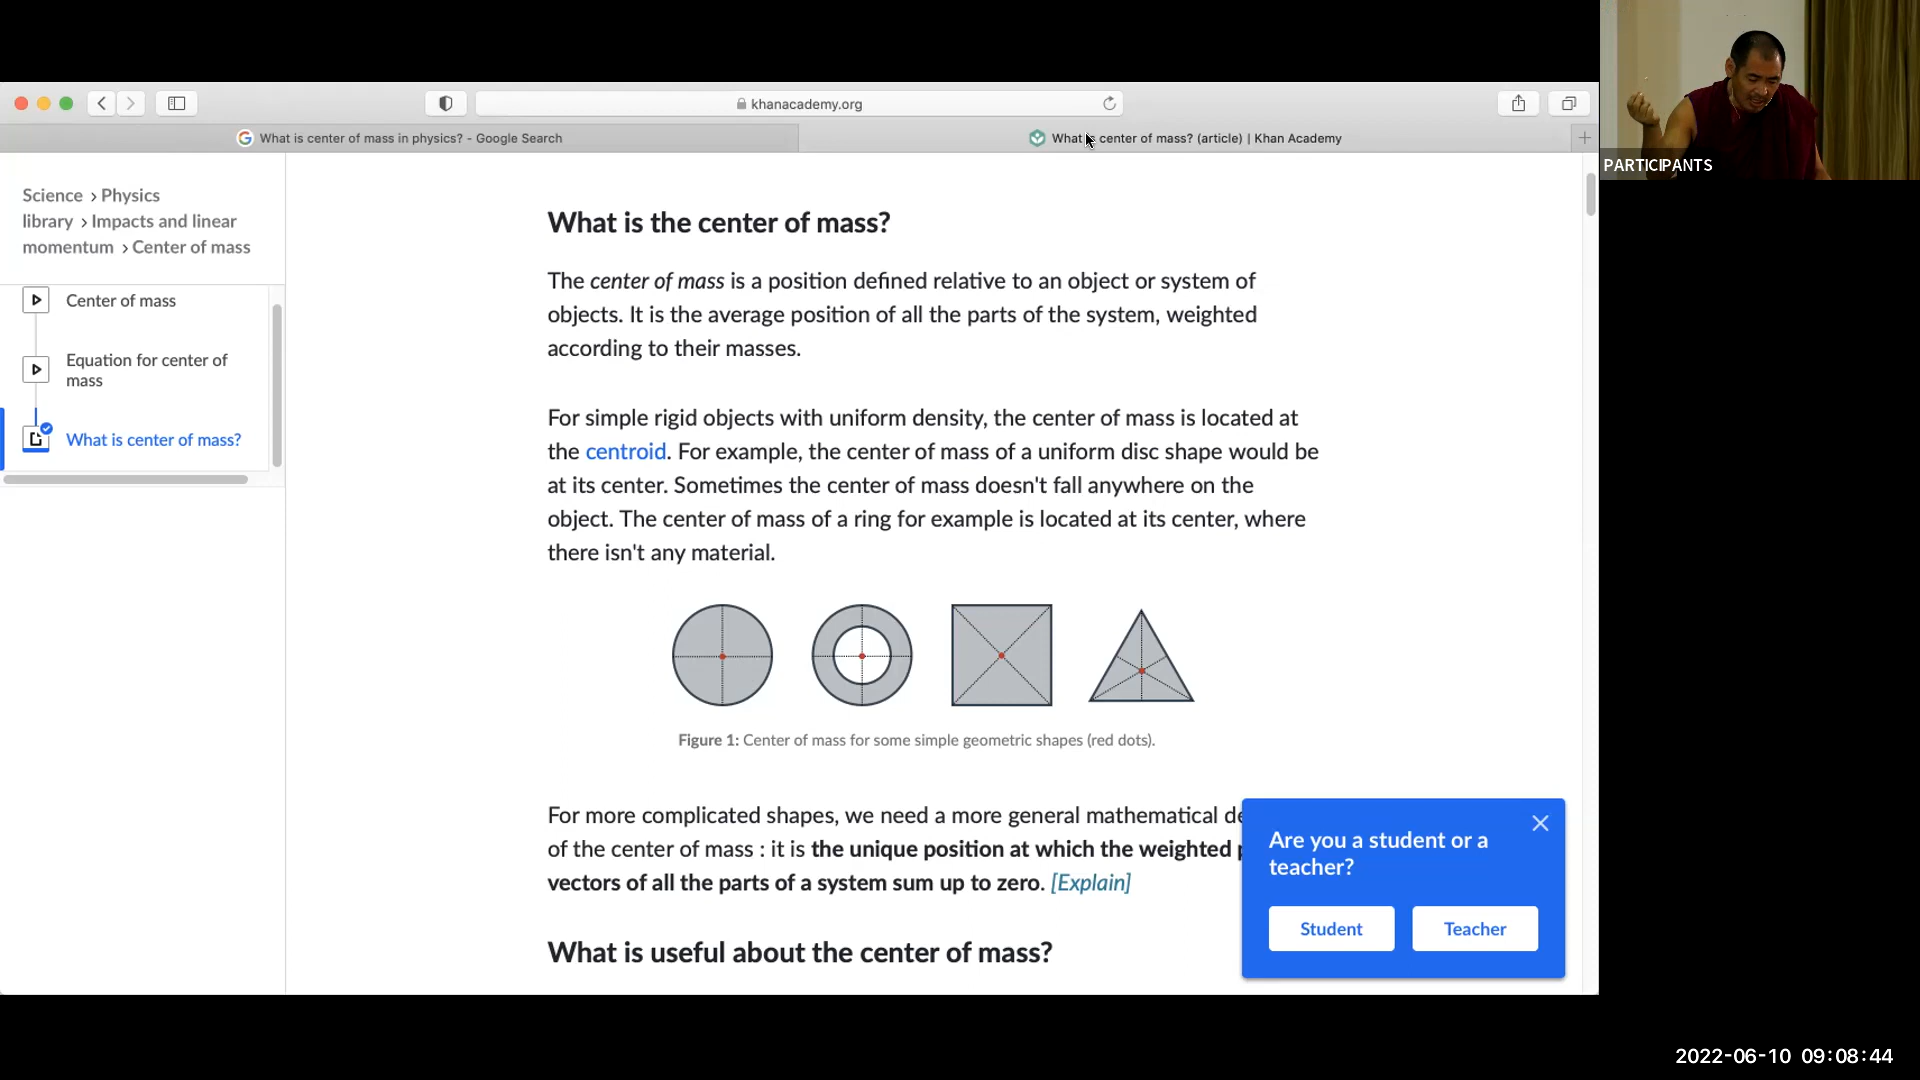 khanacademy.org
What is center of mass in physics? - Google Search
What is center of mass? (article) | Khan Academy
PARTICIPANTS
Science > Physics
library > Impacts and linear
momentum > Center of mass
Center of mass
Equation for center of
mass
What is center of mass?
What is the center of mass?
The center of mass is a position defined relative to an object or system of
objects. It is the average position of all the parts of the system, weighted
according to their masses.
For simple rigid objects with uniform density, the center of mass is located at
the centroid. For example, the center of mass of a uniform disc shape would be
at its center. Sometimes the center of mass doesn't fall anywhere on the
object. The center of mass of a ring for example is located at its center, where
there isn't any material.
Figure 1: Center of mass for some simple geometric shapes (red dots).
For more complicated shapes, we need a more general mathematical
of the center of mass : it is the unique position at which the weighted
vectors of all the parts of a system sum up to zero. [Explain]
What is useful about the center of mass?
Are you a student or a
teacher?
Student
Teacher
2022-06-10 09:08:44